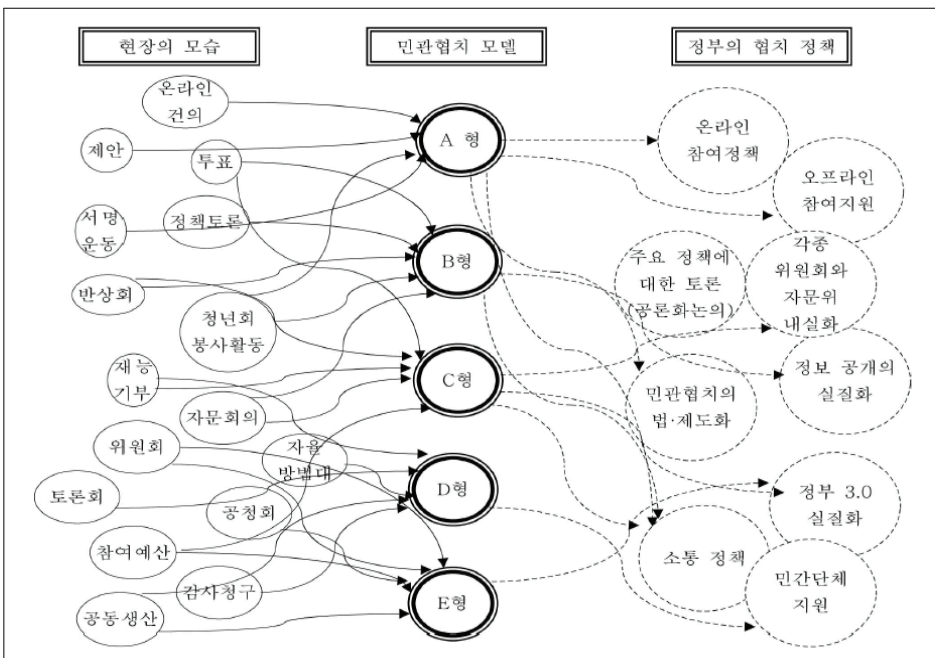 현장의 모습
민관협치 모델
정부의 협치 정책
온라인
건의
제안
투표
서명
운동
정책토론
반상회
청년회
봉사활동
재능
기부
자문회의
위원회
자율
방범대
토론회
공청회
참여예산
감사청구
공동생산
A 형
B형
C형
D형
E형
온라인
참여정책
오프라인
참여지원
주요 정책에
대한 토론
(공론화논의)
각종
위원회와
자문위
내실화
정보 공개의
실질화
민관협치의
법·제도화
정부 3.0
실질화
소통 정책
민간단체
지원